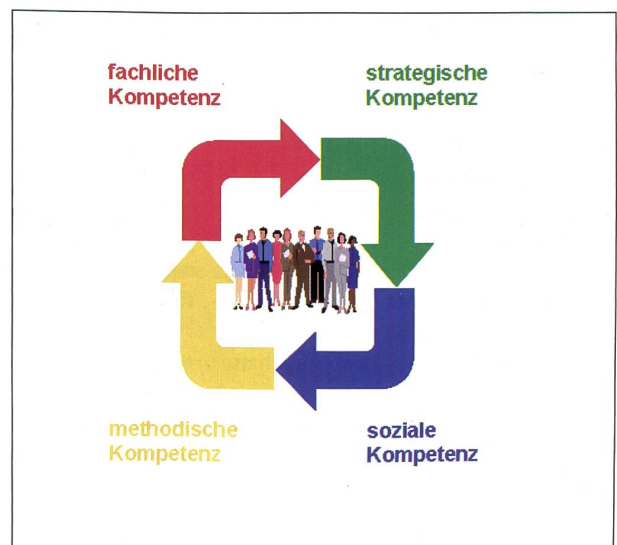 fachliche
Kompetenz
strategische
Kompetenz
methodische
Kompetenz
soziale
Kompetenz